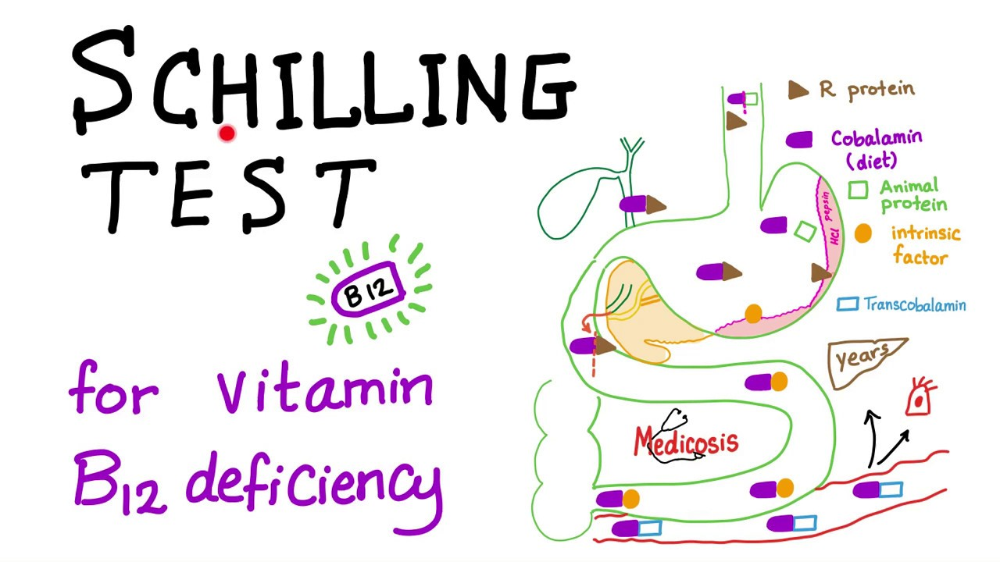 SCHILLING
TEST
B12
for vitamin
B12 deficiency
R protein
Cobalamin
(diet)
Animal
protein
intrinsic
factor
Transcobalamin
HCl pepsin
years
Medicosis